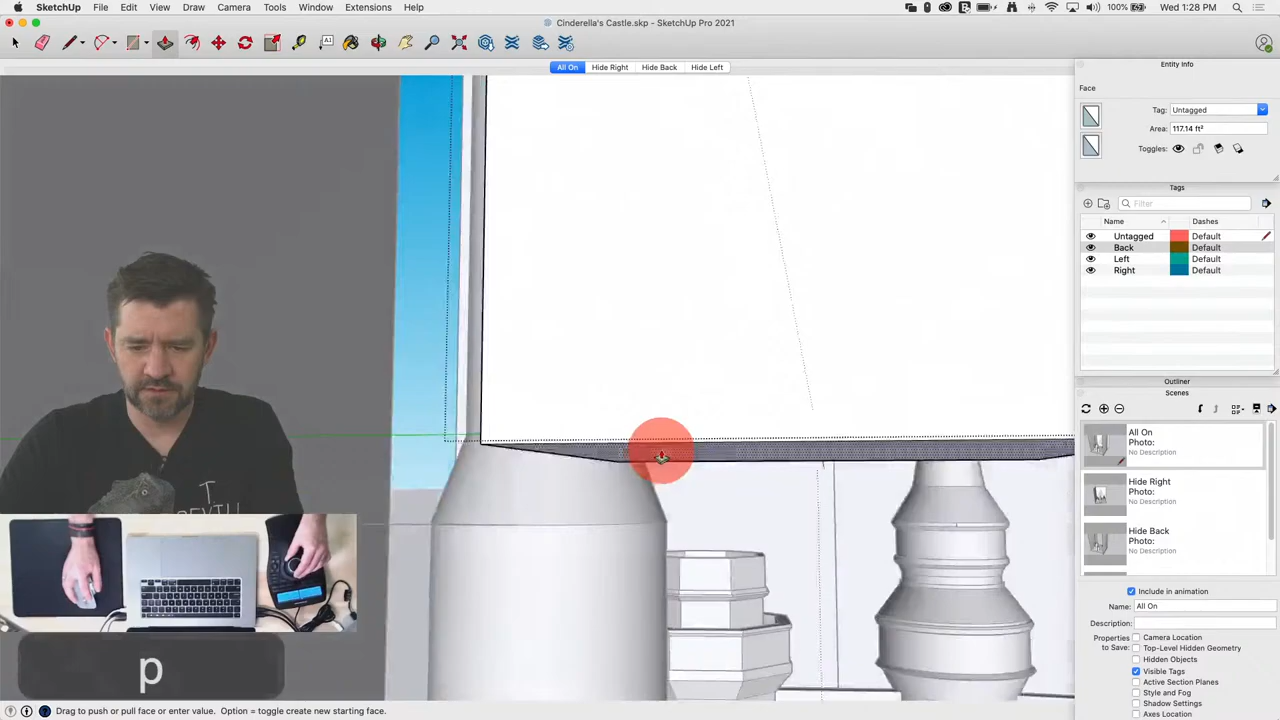 SketchUp File Edit View Draw Camera Tools Window Extensions Help
100% Wed 1:28 PM
Cinderella's Castle.skp - SketchUp Pro 2021
All On Hide Right Hide Back Hide Left
Entity Info
Face
Tag: Untagged
Area: 117.14 ft²
Toggles:
Tags
Filter
Name Dashes
Untagged Default
Back Default
Left Default
Right Default
Outliner
Scenes
All On
Photo:
No Description
Hide Right
Photo:
No Description
Hide Back
Photo:
No Description
Include in animation
Name: All On
Description:
Properties to Save:
Camera Location
Top-Level Hidden Geometry
Hidden Objects
Visible Tags
Active Section Planes
Style and Fog
Shadow Settings
Axes Location
p
Drag to push or pull face or enter value. Option = toggle create new starting face.